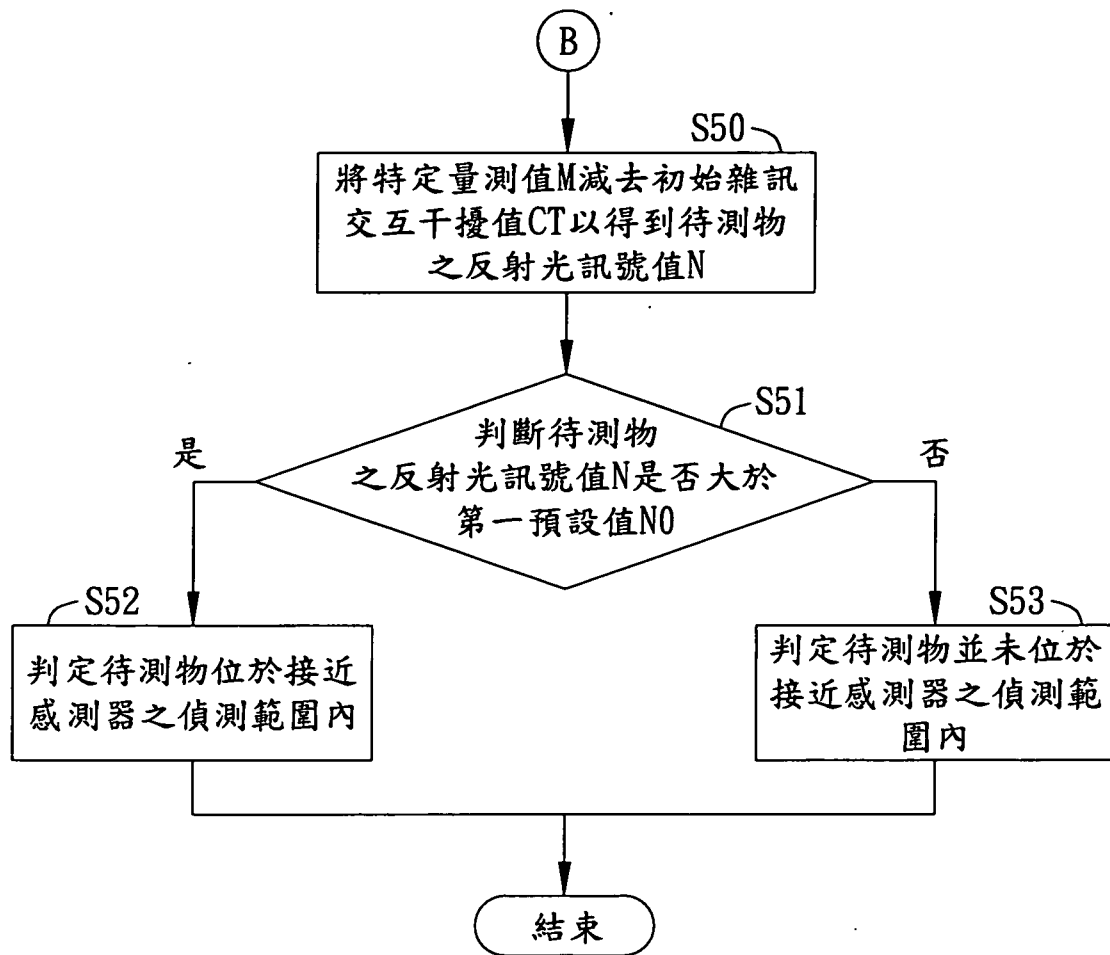 B
S50
將特定量測值M減去初始雜訊
交互干擾值CT以得到待測物
之反射光訊號值N
S51
判斷待測物
之反射光訊號值N是否大於
第一預設值N0
是
否
S52
判定待測物位於接近
感測器之偵測範圍內
S53
判定待測物並未位於
接近感測器之偵測範
圍內
結束